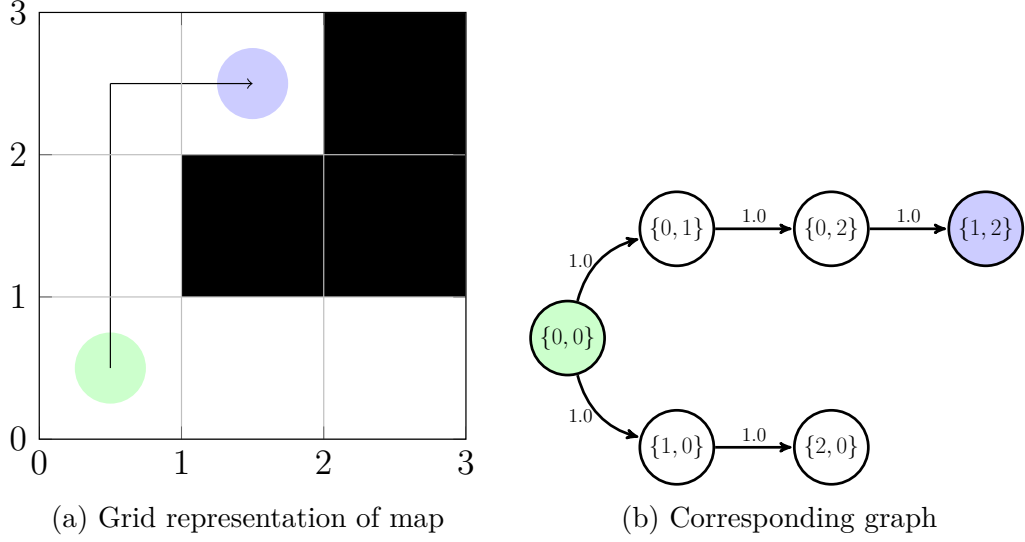 3
2
1
0
0 1 2 3
(a) Grid representation of map
{0, 1} 1.0 {0, 2} 1.0 {1, 2}
1.0
{0, 0}
1.0
{1, 0} 1.0 {2, 0}
(b) Corresponding graph